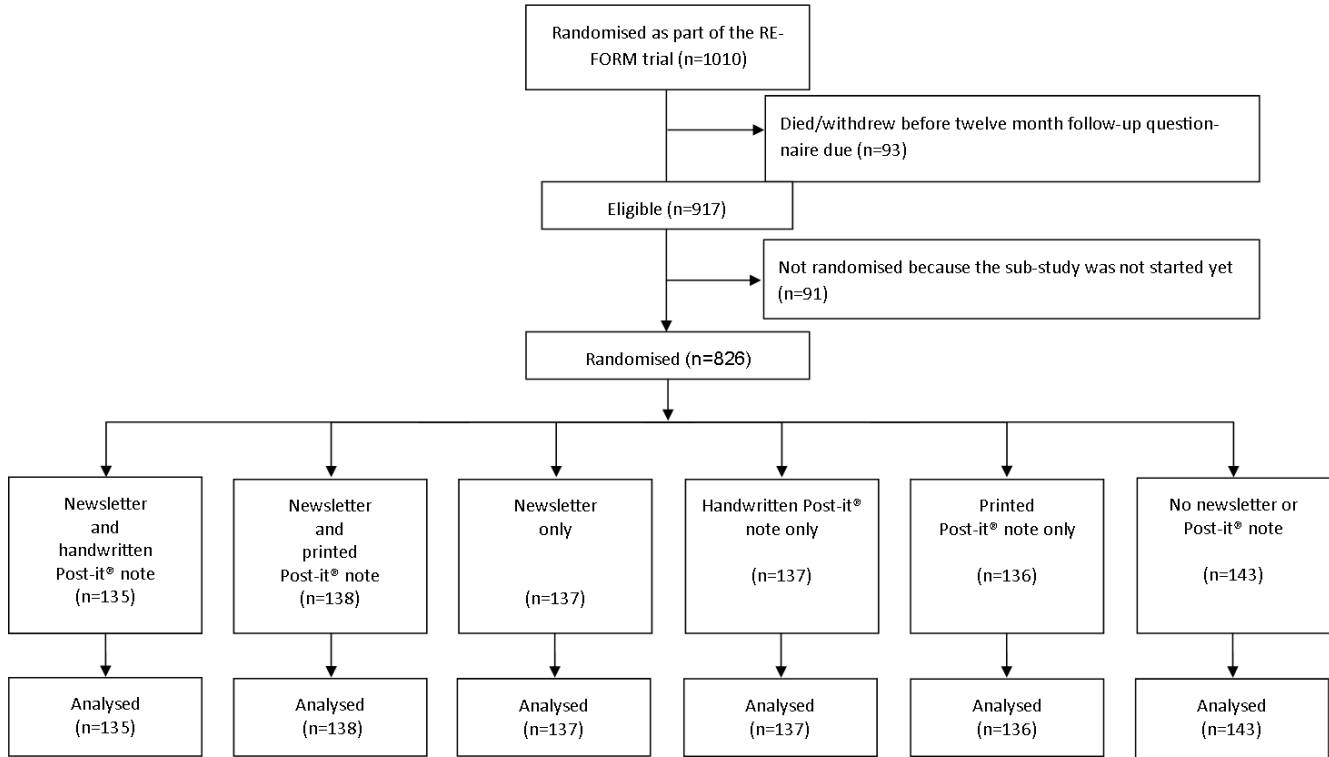 Randomised as part of the RE-
FORM trial (n=1010)
Died/withdrew before twelve month follow-up question-
naire due (n=93)
Eligible (n=917)
Not randomised because the sub-study was not started yet
(n=91)
Randomised (n=826)
Newsletter
and
handwritten
Post-it® note
(n=135)
Newsletter
and
printed
Post-it® note
(n=138)
Newsletter
only
(n=137)
Handwritten Post-it®
note only
(n=137)
Printed
Post-it® note only
(n=136)
No newsletter or
Post-it® note
(n=143)
Analysed
(n=135)
Analysed
(n=138)
Analysed
(n=137)
Analysed
(n=137)
Analysed
(n=136)
Analysed
(n=143)